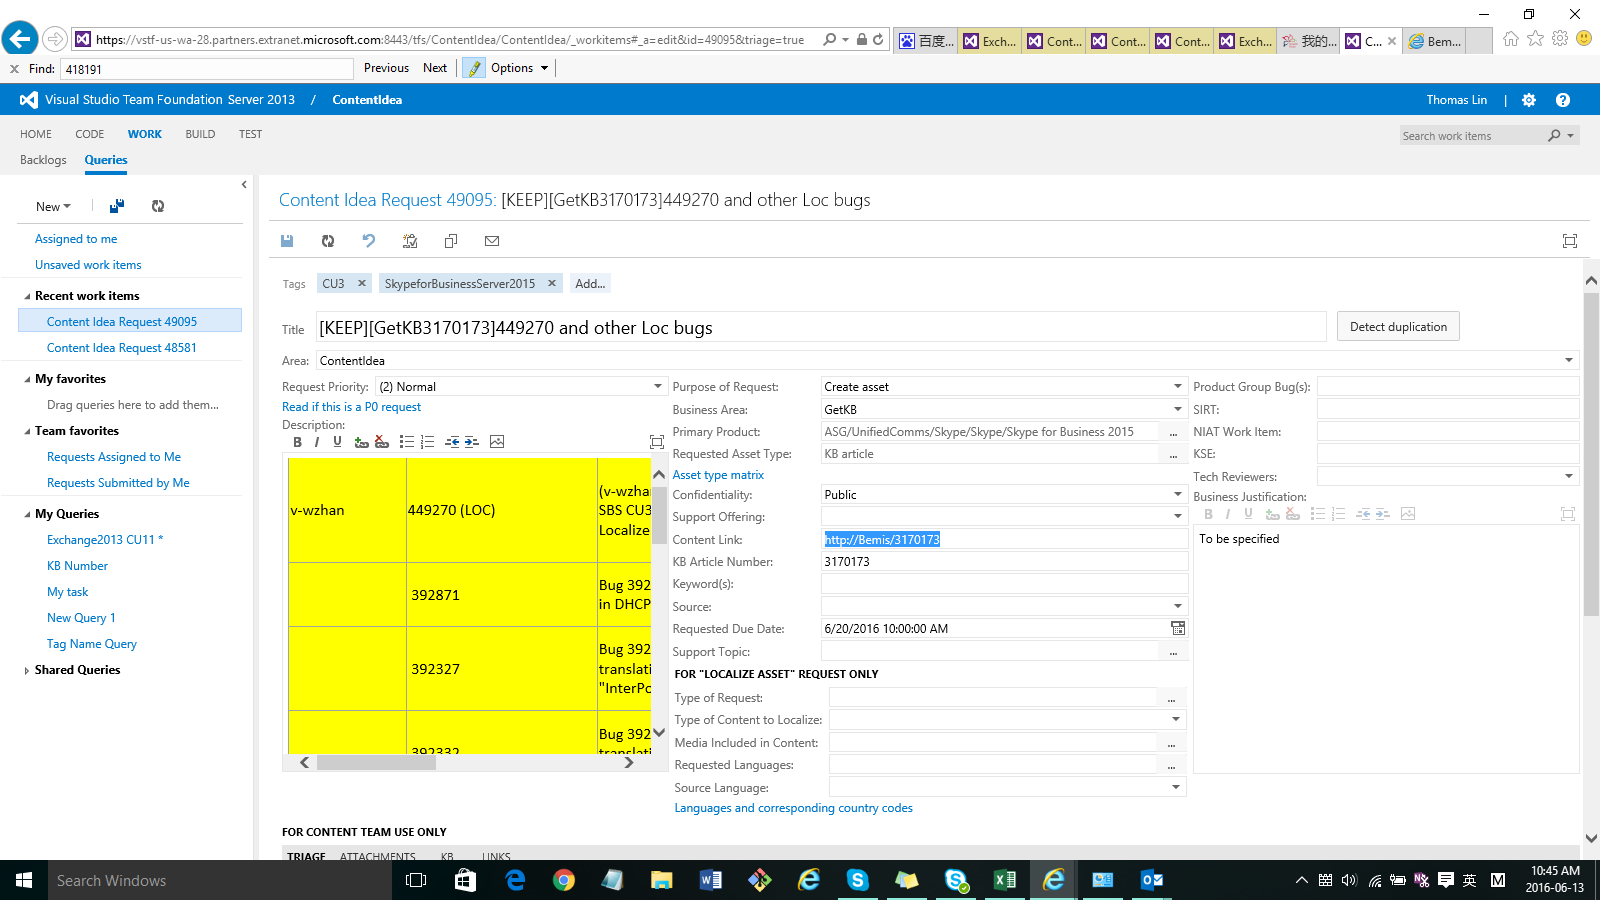 https://vstf-us-wa-28.partners.extranet.microsoft.com:8443/tfs/ContentIdea/ContentIdea/_workitems#_a=edit&id=49095&triage=true
百度... Exch... Cont... Cont... Cont... Exch... 我的... C... Bem...
Find: 418191 Previous Next Options
Visual Studio Team Foundation Server 2013 / ContentIdea Thomas Lin
HOME CODE WORK BUILD TEST
Search work items
Backlogs Queries
New
Assigned to me
Unsaved work items
Recent work items
Content Idea Request 49095
Content Idea Request 48581
My favorites
Drag queries here to add them...
Team favorites
Requests Assigned to Me
Requests Submitted by Me
My Queries
Exchange2013 CU11 *
KB Number
My task
New Query 1
Tag Name Query
Shared Queries
Content Idea Request 49095: [KEEP][GetKB3170173]449270 and other Loc bugs
Tags CU3 SkypeforBusinessServer2015 Add...
Title [KEEP][GetKB3170173]449270 and other Loc bugs Detect duplication
Area: ContentIdea
Request Priority: (2) Normal
Read if this is a P0 request
Description:
B I U
v-wzhan 449270 (LOC) (v-wzha
SBS CU3
Localize
392871 Bug 392
in DHCP
392327 Bug 392
translati
"InterPo
392332 Bug 392
translati
Purpose of Request: Create asset
Business Area: GetKB
Primary Product: ASG/UnifiedComms/Skype/Skype/Skype for Business 2015 ...
Requested Asset Type: KB article ...
Asset type matrix
Confidentiality: Public
Support Offering:
Content Link: http://Bemis/3170173
KB Article Number: 3170173
Keyword(s):
Source:
Requested Due Date: 6/20/2016 10:00:00 AM
Support Topic: ...
FOR "LOCALIZE ASSET" REQUEST ONLY
Type of Request: ...
Type of Content to Localize:
Media Included in Content: ...
Requested Languages: ...
Source Language:
Languages and corresponding country codes
Product Group Bug(s):
SIRT:
NIAT Work Item:
KSE:
Tech Reviewers:
Business Justification:
B I U
To be specified
FOR CONTENT TEAM USE ONLY
TRIAGE ATTACHMENTS KB LINKS
Search Windows
英 M
10:45 AM
2016-06-13